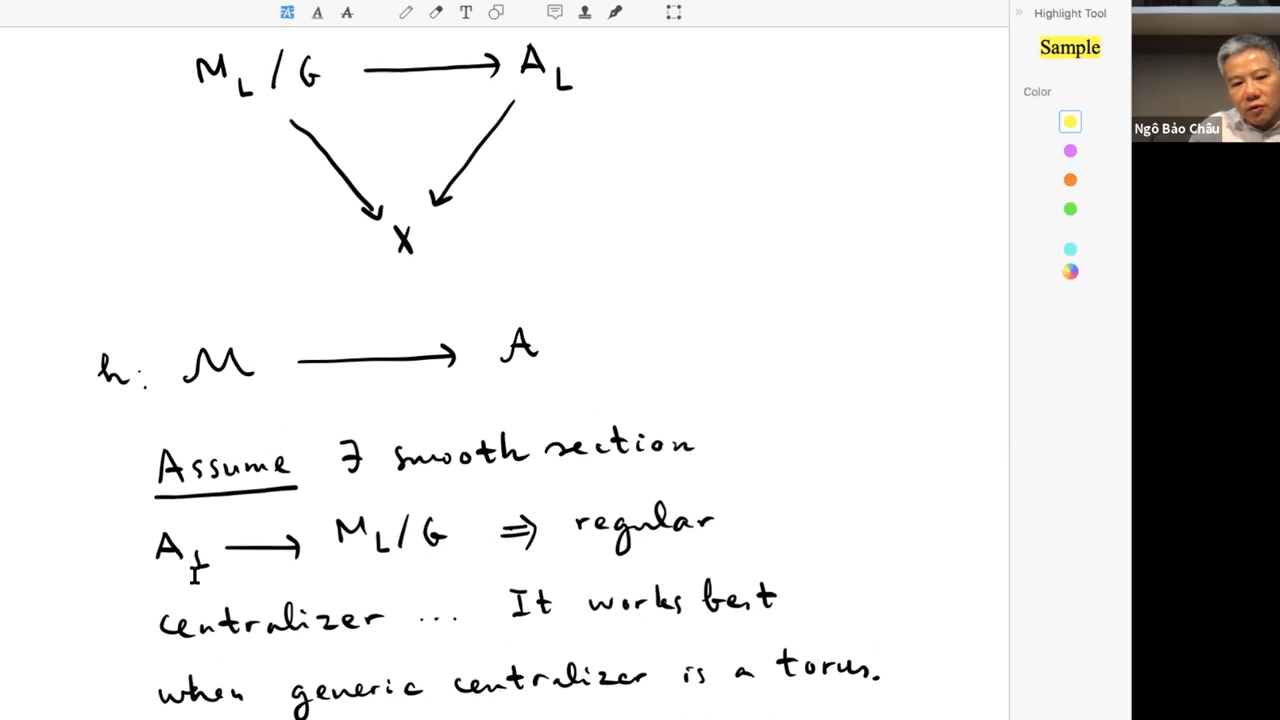 Highlight Tool
Sample
Color
Ngô Bảo Châu
M_L / G ⟶ A_L
X
h: M ⟶ A
Assume ∃ smooth section
A_L ⟶ M_L / G ⇒ regular
centralizer ... It works best
when generic centralizer is a torus.